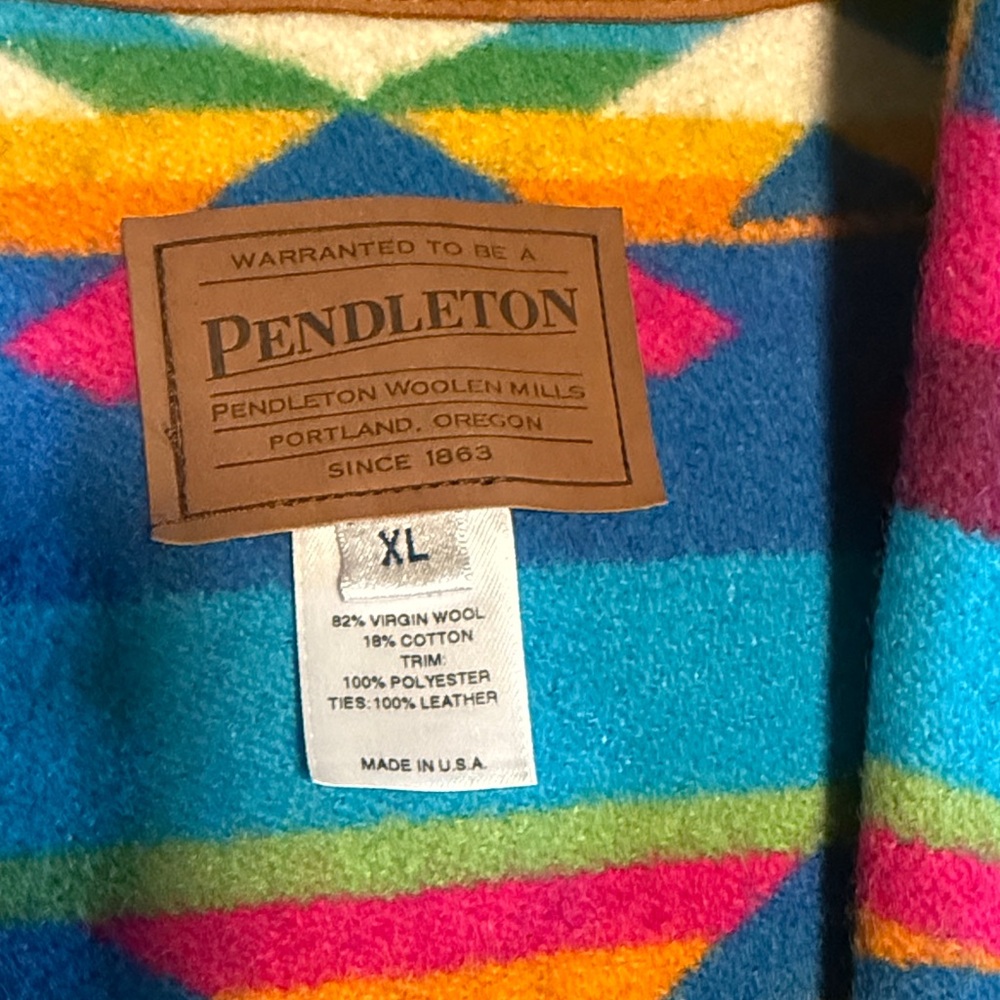 WARRANTED TO BE A
PENDLETON
PENDLETON WOOLEN MILLS
PORTLAND, OREGON
SINCE 1863
XL
82% VIRGIN WOOL
18% COTTON
TRIM:
100% POLYESTER
TIES: 100% LEATHER
MADE IN U.S.A.